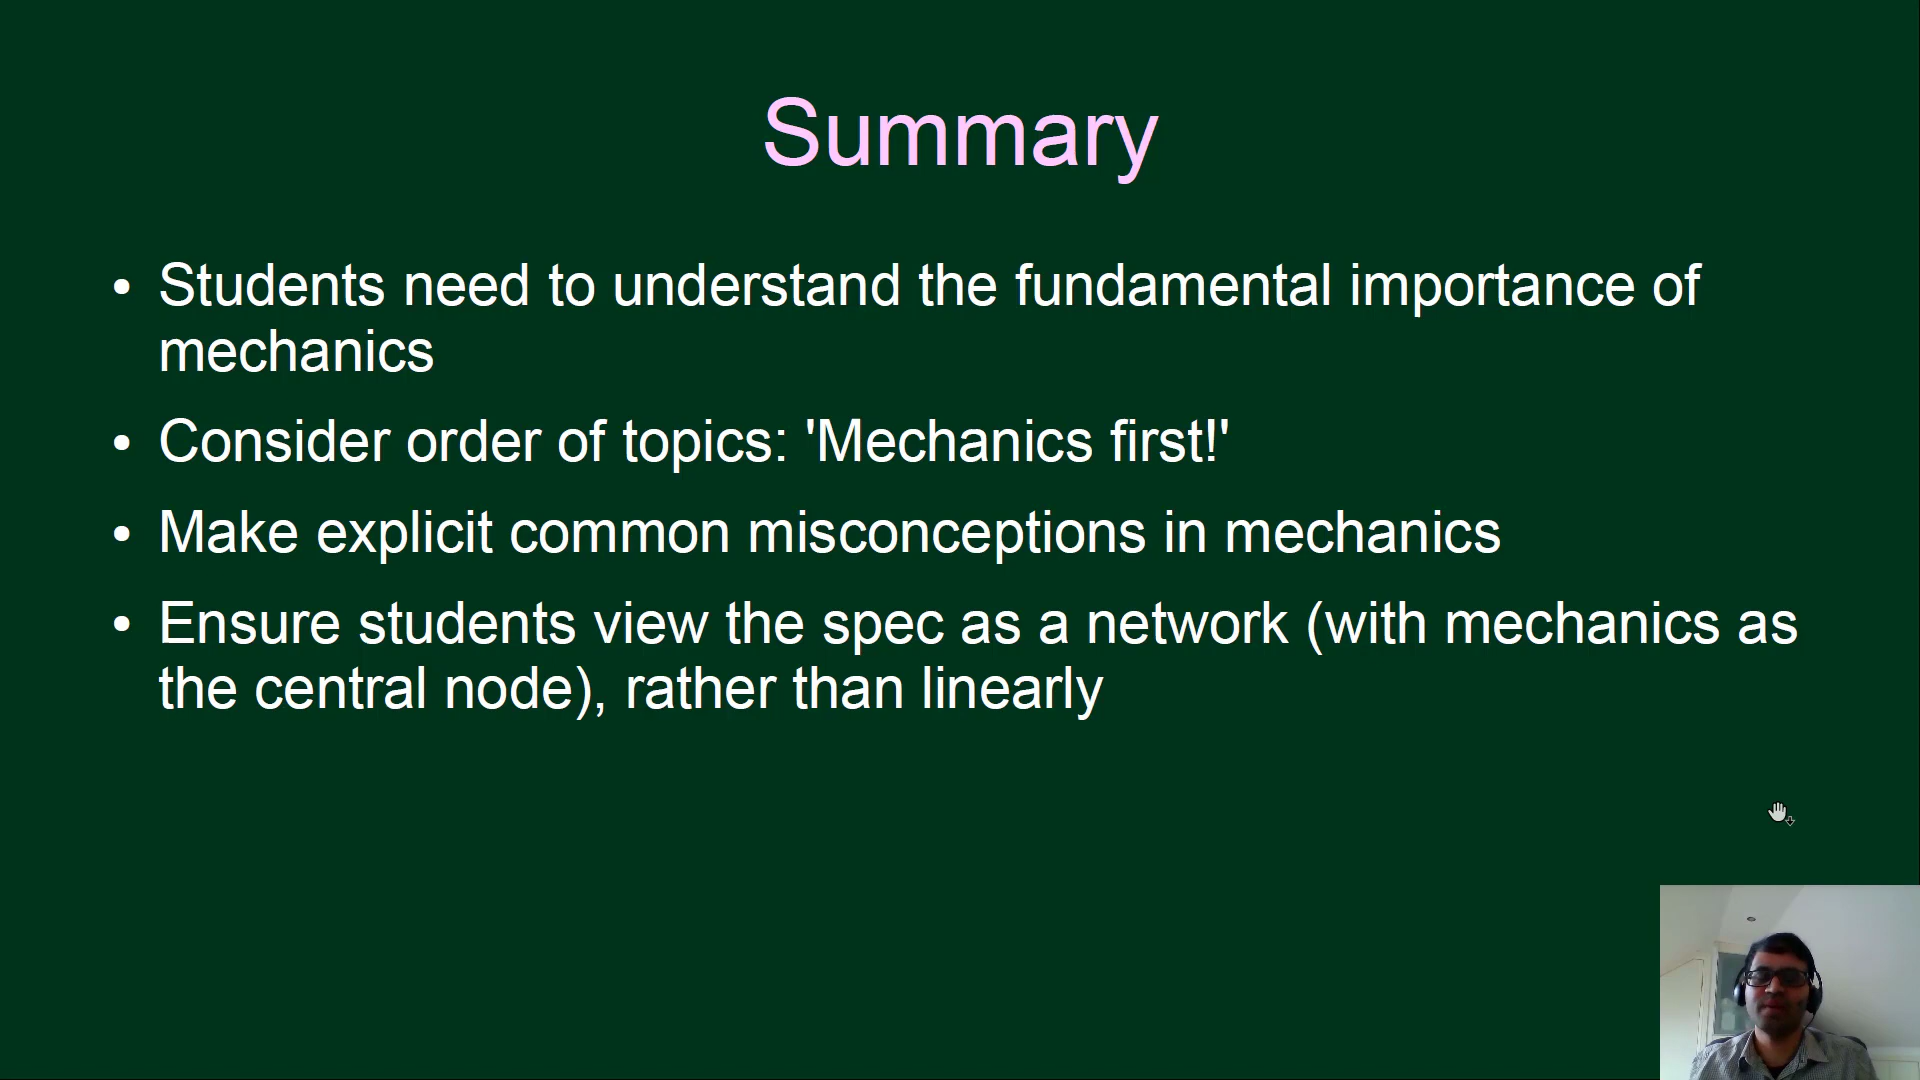 Summary
• Students need to understand the fundamental importance of
mechanics
• Consider order of topics: 'Mechanics first!'
• Make explicit common misconceptions in mechanics
• Ensure students view the spec as a network (with mechanics as
the central node), rather than linearly